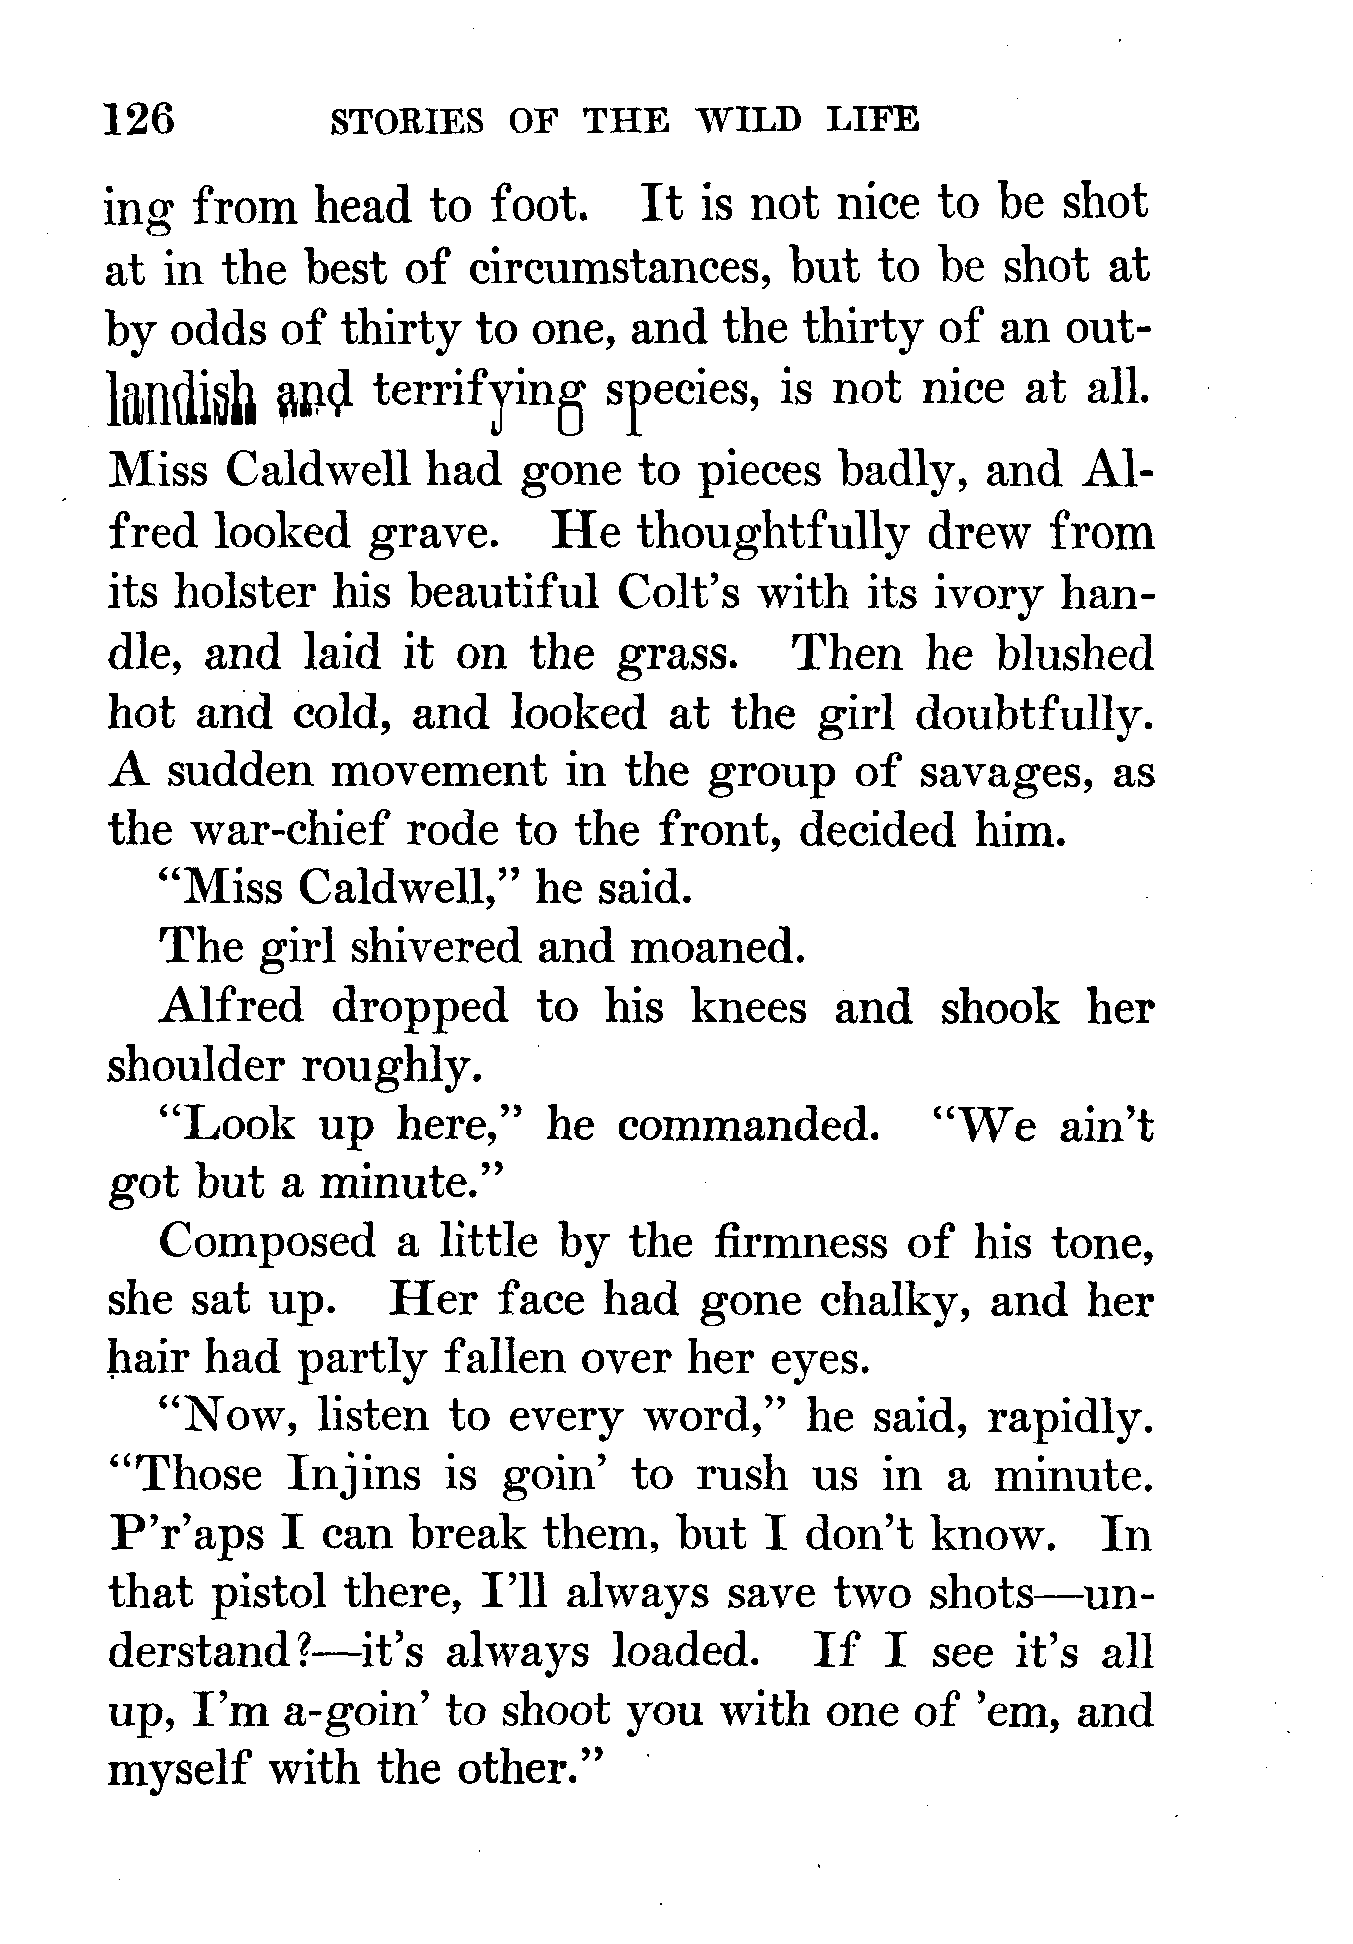 126 STORIES OF THE WILD LIFE
ing from head to foot. It is not nice to be shot
at in the best of circumstances, but to be shot at
by odds of thirty to one, and the thirty of an out-
landish and terrifying species, is not nice at all.
Miss Caldwell had gone to pieces badly, and Al-
fred looked grave. He thoughtfully drew from
its holster his beautiful Colt's with its ivory han-
dle, and laid it on the grass. Then he blushed
hot and cold, and looked at the girl doubtfully.
A sudden movement in the group of savages, as
the war-chief rode to the front, decided him.
“Miss Caldwell,” he said.
The girl shivered and moaned.
Alfred dropped to his knees and shook her
shoulder roughly.
“Look up here,” he commanded. “We ain't
got but a minute.”
Composed a little by the firmness of his tone,
she sat up. Her face had gone chalky, and her
hair had partly fallen over her eyes.
“Now, listen to every word,” he said, rapidly.
“Those Injins is goin' to rush us in a minute.
P'r'aps I can break them, but I don't know. In
that pistol there, I'll always save two shots—un-
derstand?—it's always loaded. If I see it's all
up, I'm a-goin' to shoot you with one of 'em, and
myself with the other.”